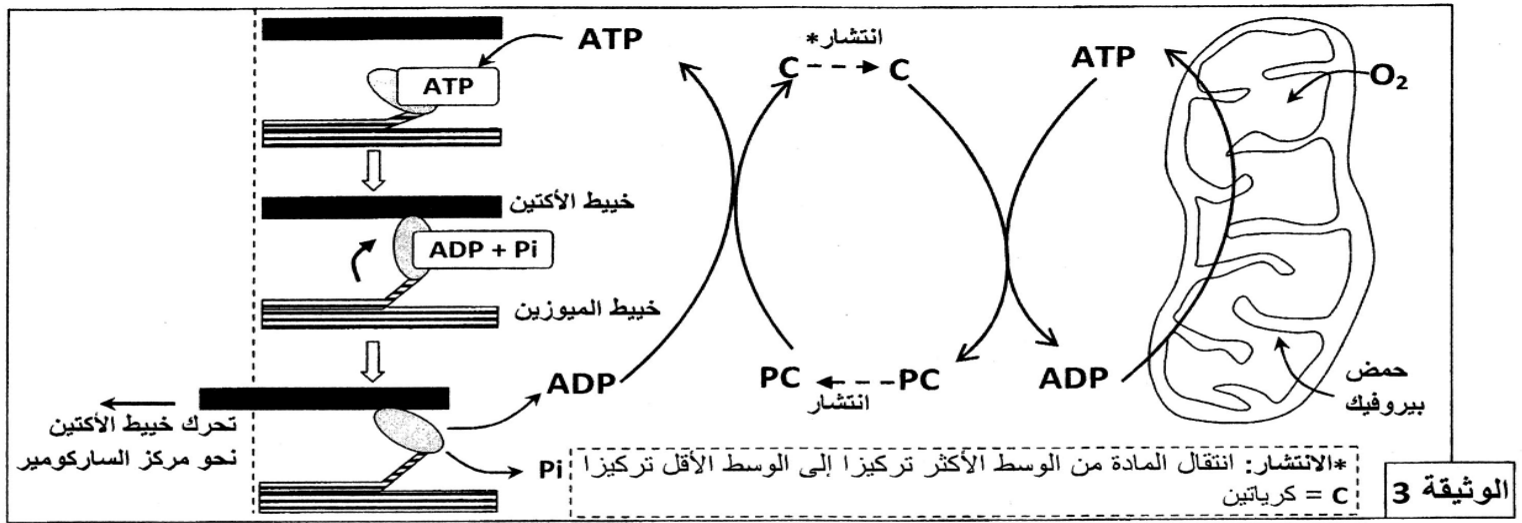 ATP
ATP
خييط الأكتين
ADP + Pi
خييط الميوزين
تحرك خييط الأكتين
نحو مركز الساركومير
ADP
Pi
انتشار*
C
C
PC
PC
انتشار
ATP
ADP
O₂
حمض
بيروفيك
*الانتشار: انتقال المادة من الوسط الأكثر تركيزا إلى الوسط الأقل تركيزا
C = كرياتين
الوثيقة 3